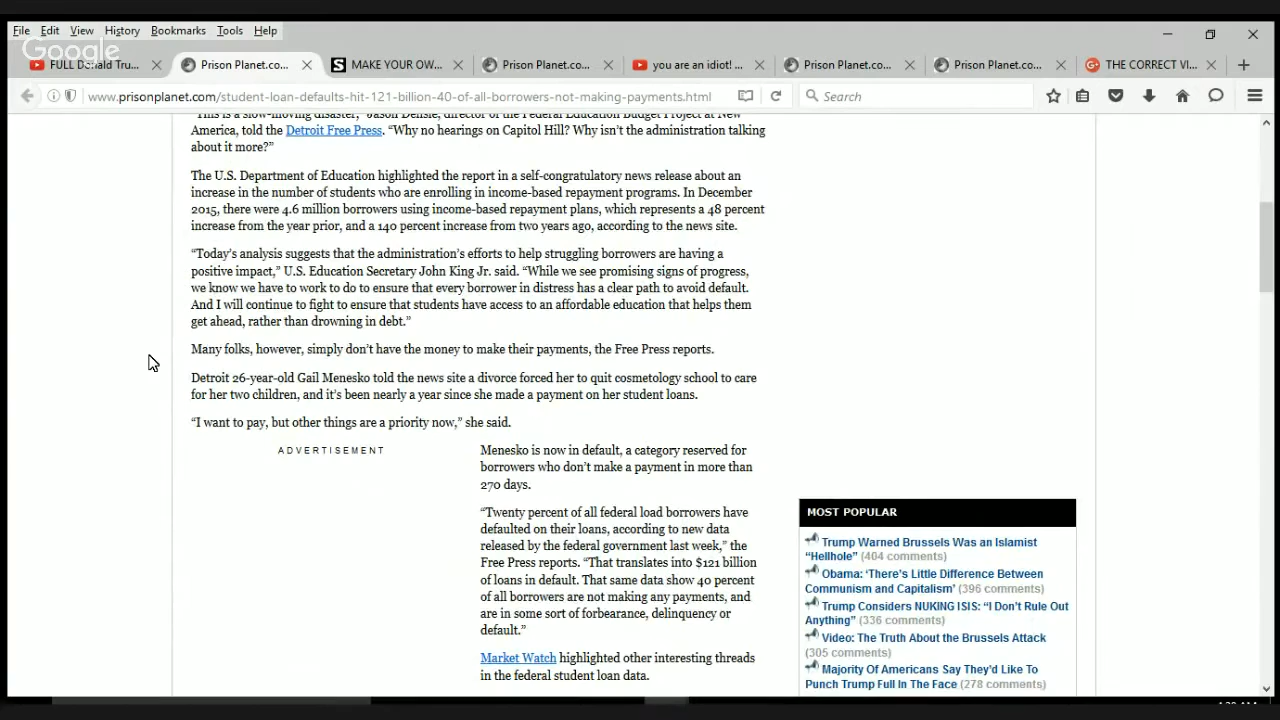 File Edit View History Bookmarks Tools Help
Google
FULL Donald Tru... Prison Planet.co... MAKE YOUR OW... Prison Planet.co... you are an idiot! ... Prison Planet.co... Prison Planet.co... THE CORRECT VI...
www.prisonplanet.com/student-loan-defaults-hit-121-billion-40-of-all-borrowers-not-making-payments.html Search
"This is a slow-moving disaster," Jason Delisle, director of the Federal Education Budget Project at New
America, told the Detroit Free Press. “Why no hearings on Capitol Hill? Why isn’t the administration talking
about it more?”
The U.S. Department of Education highlighted the report in a self-congratulatory news release about an
increase in the number of students who are enrolling in income-based repayment programs. In December
2015, there were 4.6 million borrowers using income-based repayment plans, which represents a 48 percent
increase from the year prior, and a 140 percent increase from two years ago, according to the news site.
“Today’s analysis suggests that the administration’s efforts to help struggling borrowers are having a
positive impact,” U.S. Education Secretary John King Jr. said. “While we see promising signs of progress,
we know we have to work to do to ensure that every borrower in distress has a clear path to avoid default.
And I will continue to fight to ensure that students have access to an affordable education that helps them
get ahead, rather than drowning in debt.”
Many folks, however, simply don’t have the money to make their payments, the Free Press reports.
Detroit 26-year-old Gail Menesko told the news site a divorce forced her to quit cosmetology school to care
for her two children, and it’s been nearly a year since she made a payment on her student loans.
“I want to pay, but other things are a priority now,” she said.
ADVERTISEMENT
Menesko is now in default, a category reserved for
borrowers who don’t make a payment in more than
270 days.
“Twenty percent of all federal load borrowers have
defaulted on their loans, according to new data
released by the federal government last week,” the
Free Press reports. “That translates into $121 billion
of loans in default. That same data show 40 percent
of all borrowers are not making any payments, and
are in some sort of forbearance, delinquency or
default.”
Market Watch highlighted other interesting threads
in the federal student loan data.
MOST POPULAR
Trump Warned Brussels Was an Islamist
“Hellhole” (404 comments)
Obama: ‘There’s Little Difference Between
Communism and Capitalism’ (396 comments)
Trump Considers NUKING ISIS: “I Don’t Rule Out
Anything” (336 comments)
Video: The Truth About the Brussels Attack
(305 comments)
Majority Of Americans Say They’d Like To
Punch Trump Full In The Face (278 comments)